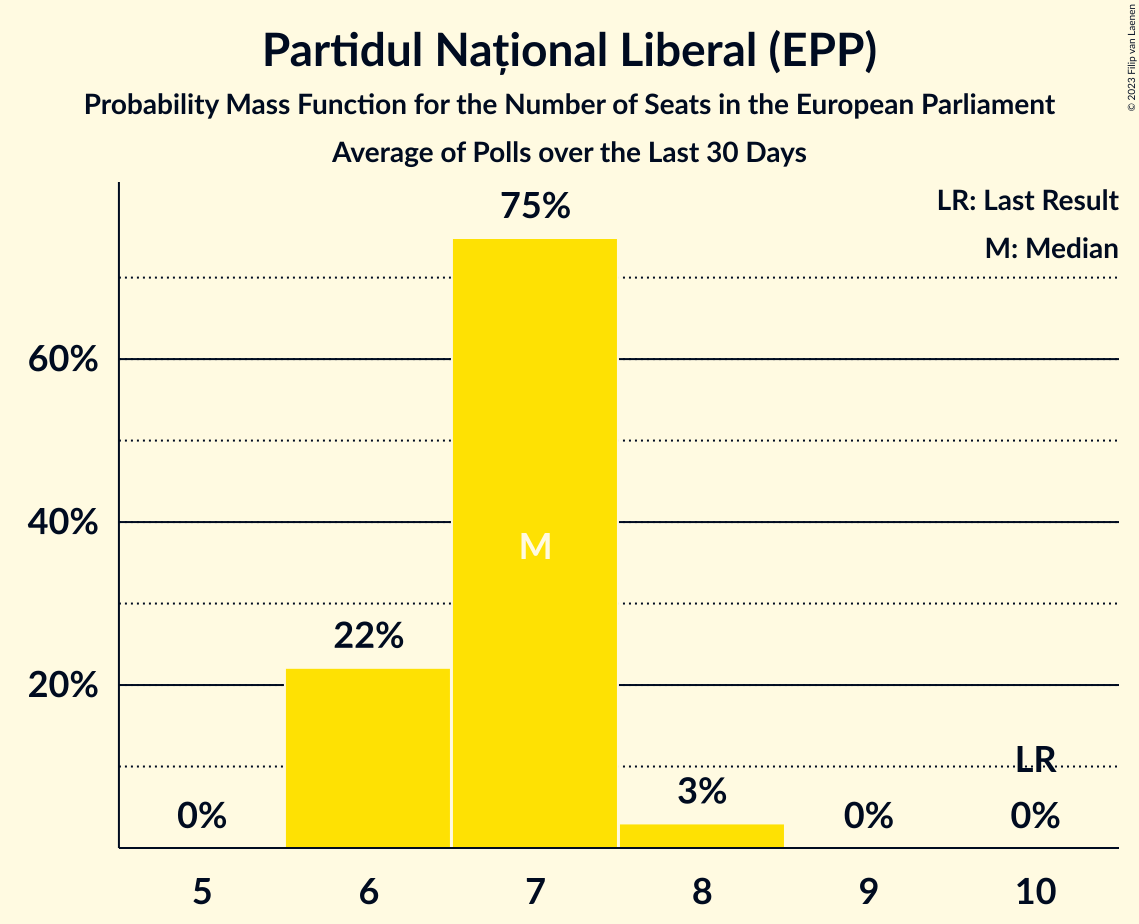 Partidul Național Liberal (EPP)
Probability Mass Function for the Number of Seats in the European Parliament
Average of Polls over the Last 30 Days
© 2023 Filip van Laenen
LR: Last Result
M: Median
75%
60%
40%
M
22%
20%
LR
3%
0%
0%
0%
5
6
7
8
9
10